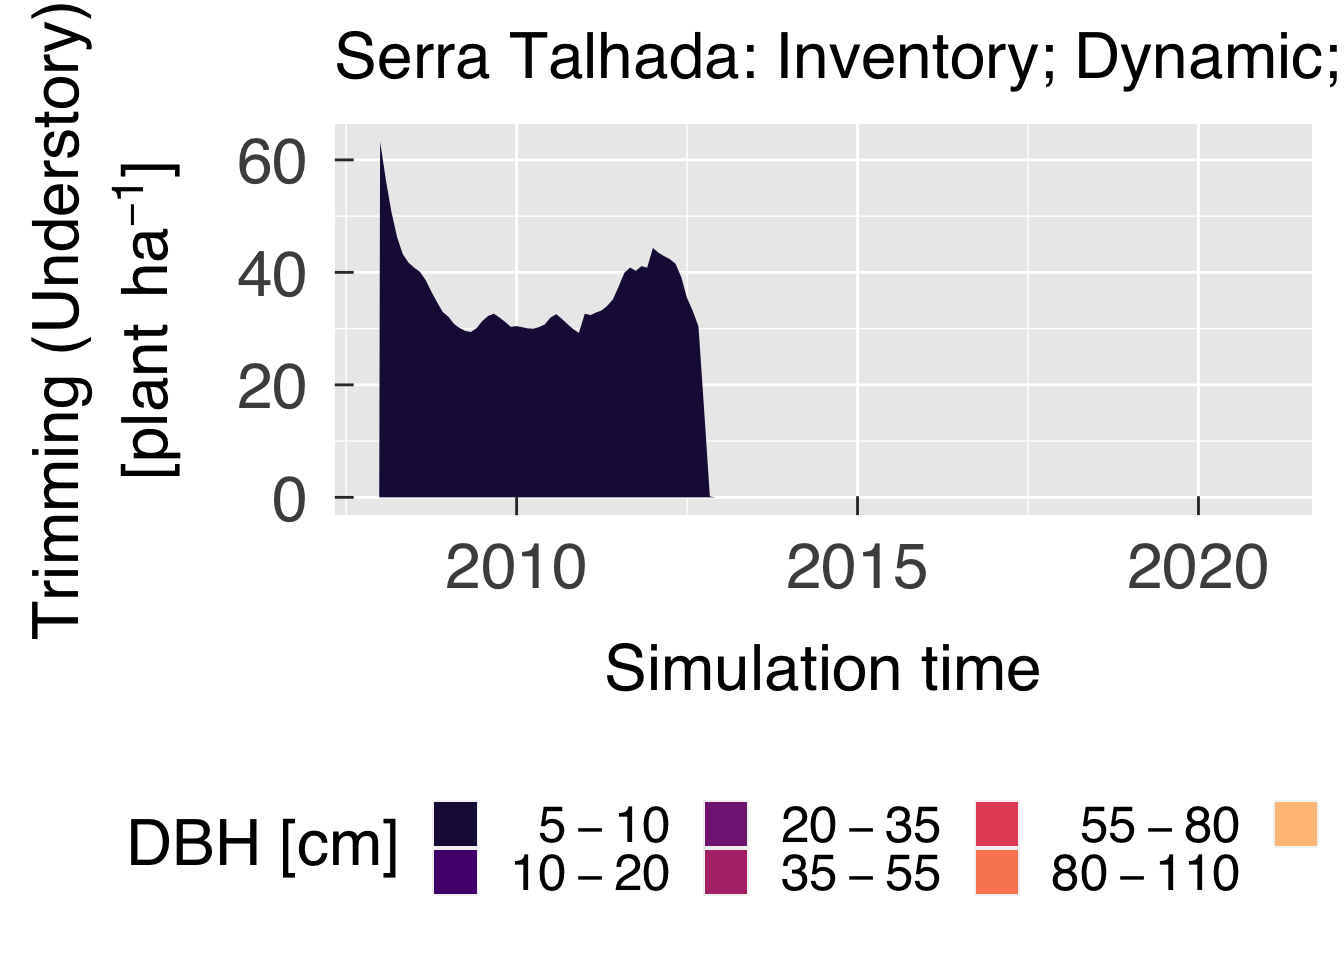 Serra Talhada: Inventory; Dynamic;
Trimming (Understory)
[plant ha⁻¹]
60
40
20
0
2010 2015 2020
Simulation time
DBH [cm]
5 – 10 20 – 35 55 – 80
10 – 20 35 – 55 80 – 110